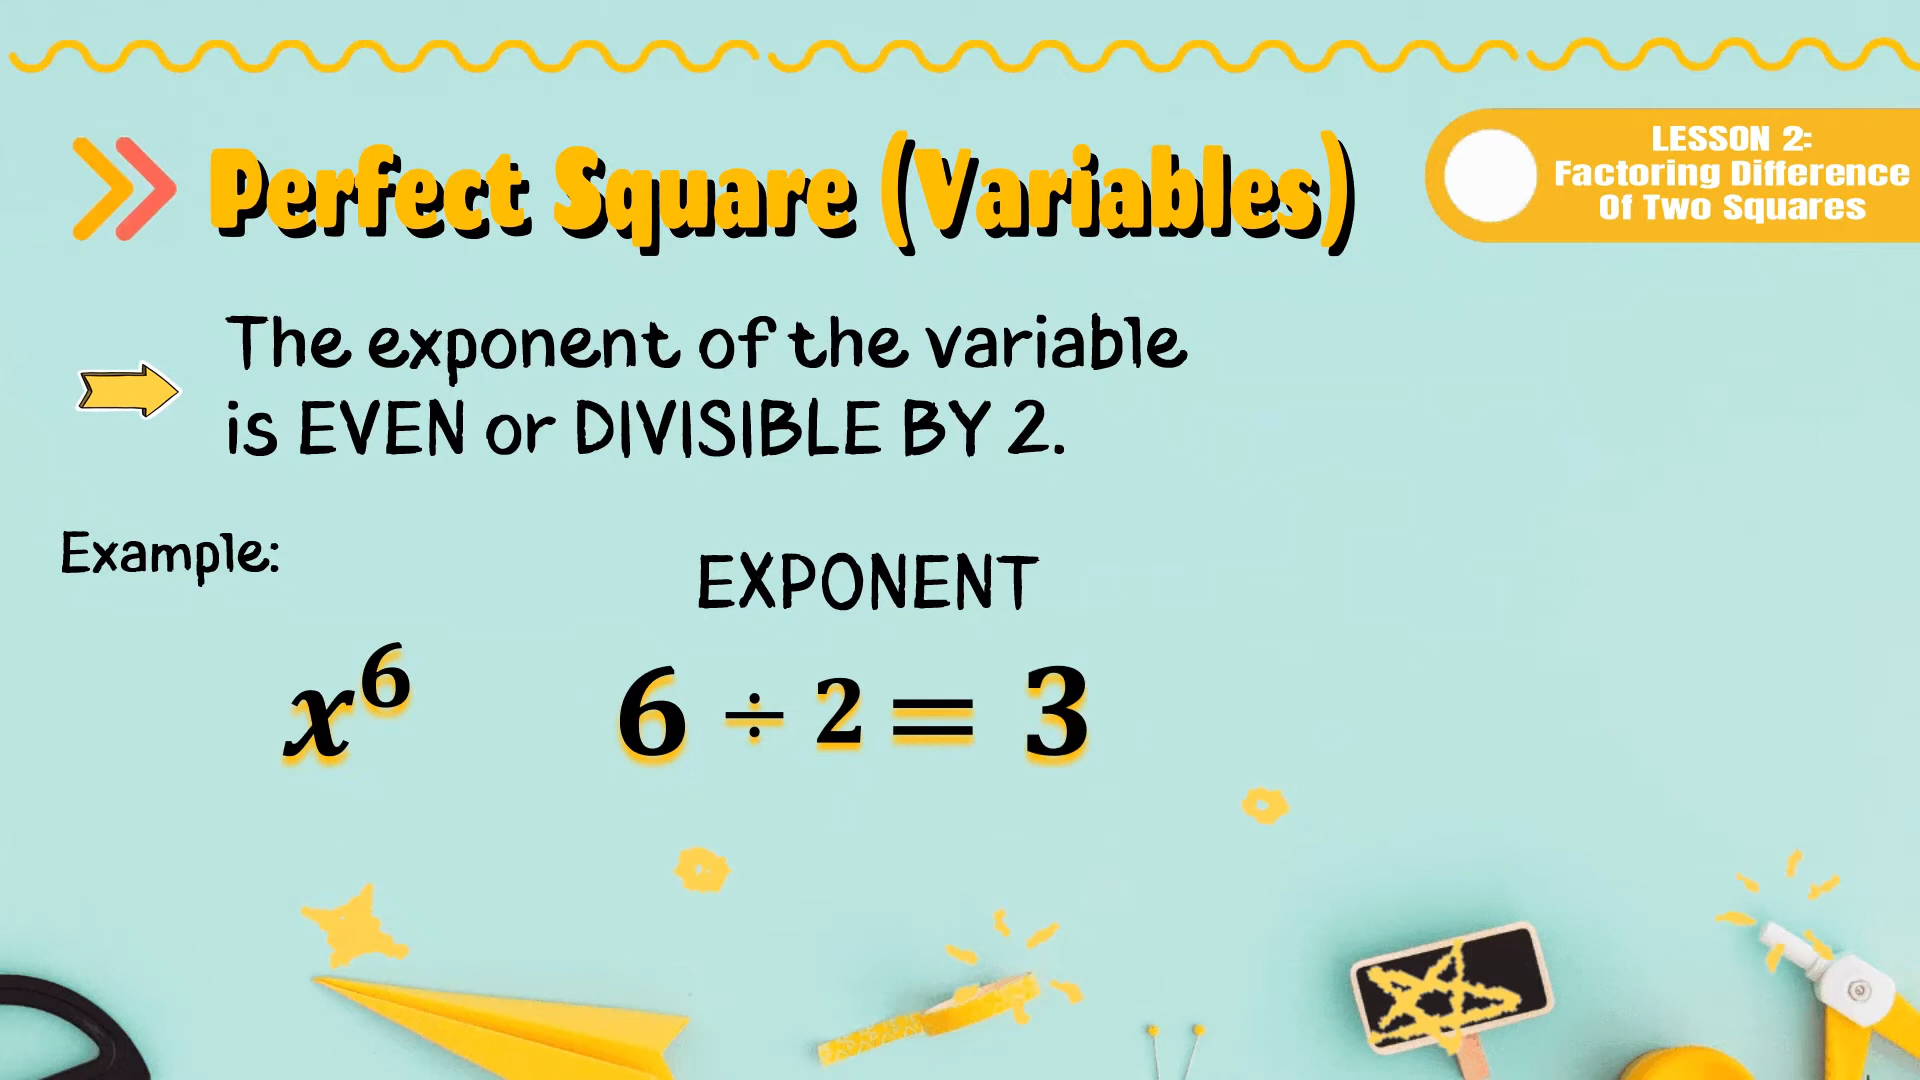 Perfect Square (Variables)
LESSON 2:
Factoring Difference
Of Two Squares
The exponent of the variable
is EVEN or DIVISIBLE BY 2.
Example:
EXPONENT
x⁶ 6 ÷ 2 = 3